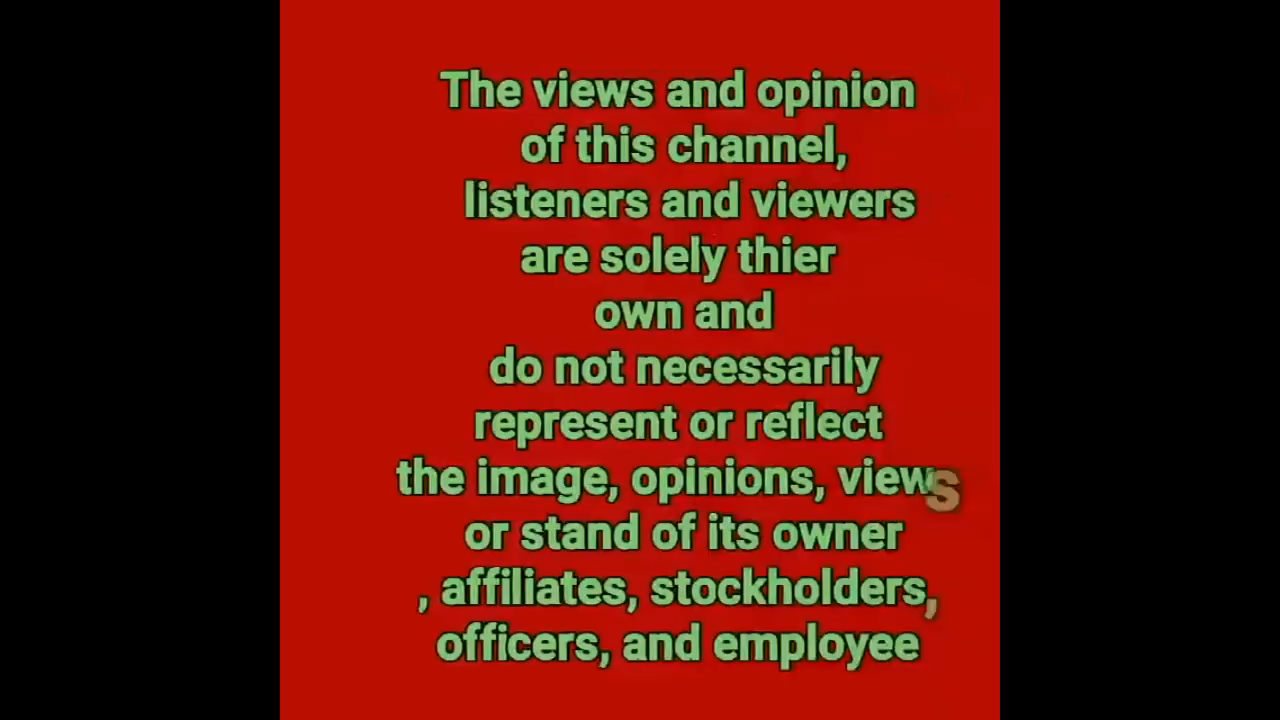 The views and opinion
of this channel,
listeners and viewers
are solely thier
own and
do not necessarily
represent or reflect
the image, opinions, views
or stand of its owner
, affiliates, stockholders,
officers, and employee